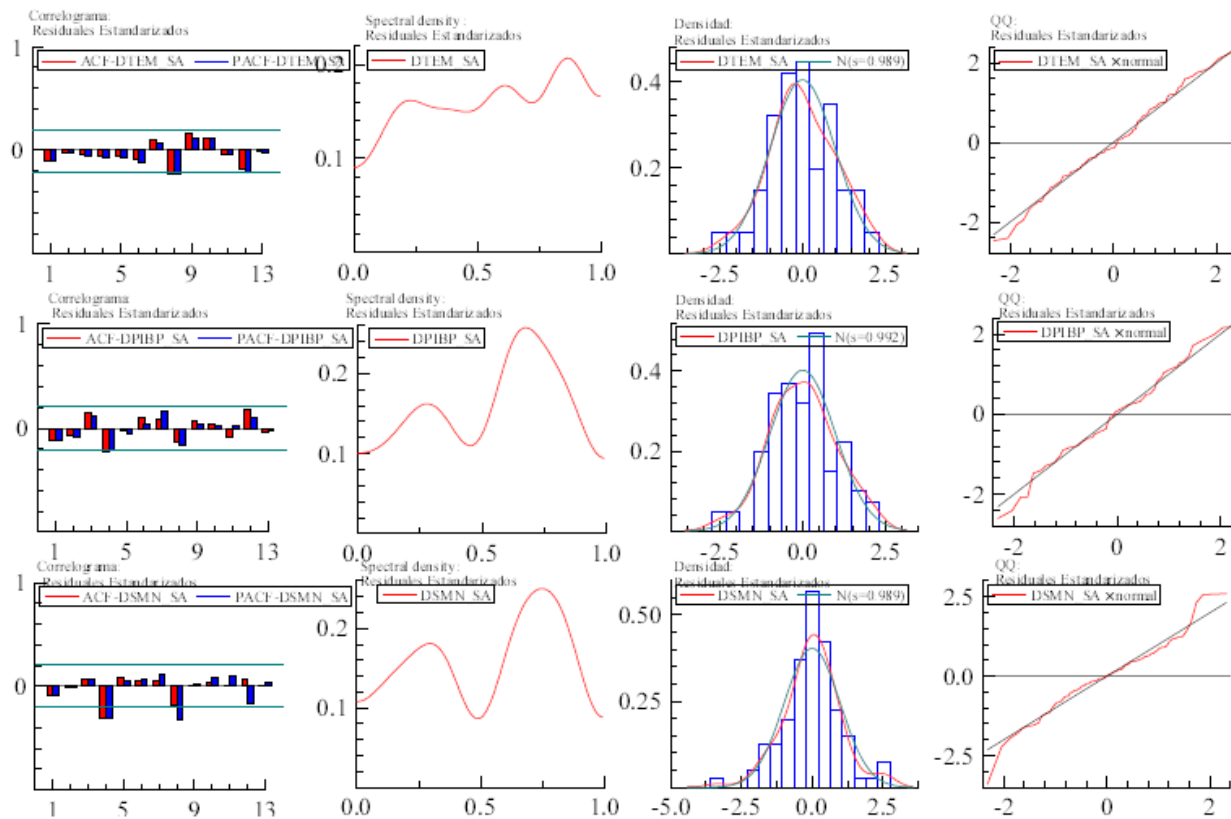 Correlograma:
Residuales Estandarizados
ACF-DTEM_SA PACF-DTEM_SA
1
0
1 5 9 13
Spectral density:
Residuales Estandarizados
DTEM_SA
0.2
0.1
0.0 0.5 1.0
Densidad:
Residuales Estandarizados
DTEM_SA N(s=0.989)
0.4
0.2
-2.5 0.0 2.5
QQ:
Residuales Estandarizados
DTEM_SA ×normal
2
0
-2
-2 0 2
Correlograma:
Residuales Estandarizados
ACF-DPIBP_SA PACF-DPIBP_SA
1
0
1 5 9 13
Spectral density:
Residuales Estandarizados
DPIBP_SA
0.2
0.1
0.0 0.5 1.0
Densidad:
Residuales Estandarizados
DPIBP_SA N(s=0.992)
0.4
0.2
-2.5 0.0 2.5
QQ:
Residuales Estandarizados
DPIBP_SA ×normal
2
0
-2
-2 0 2
Correlograma:
Residuales Estandarizados
ACF-DSMN_SA PACF-DSMN_SA
1
0
1 5 9 13
Spectral density:
Residuales Estandarizados
DSMN_SA
0.2
0.1
0.0 0.5 1.0
Densidad:
Residuales Estandarizados
DSMN_SA N(s=0.989)
0.50
0.25
-5.0 -2.5 0.0 2.5
QQ:
Residuales Estandarizados
DSMN_SA ×normal
2.5
0.0
-2.5
-2 0 2